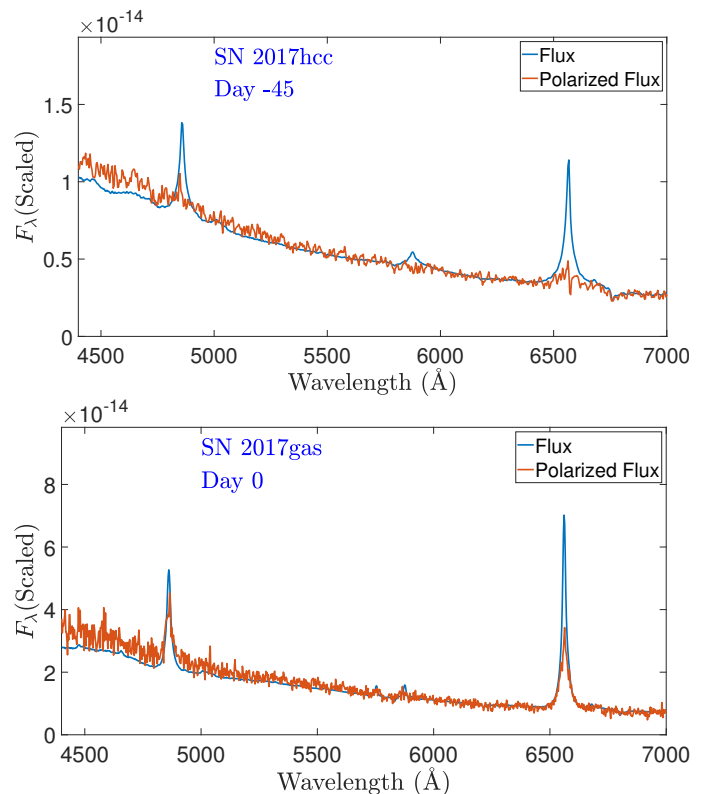 ×10-14
SN 2017hcc
Day -45
Flux
Polarized Flux
1.5
1
0.5
0
Fλ(Scaled)
4500 5000 5500 6000 6500 7000
Wavelength (Å)
×10-14
SN 2017gas
Day 0
Flux
Polarized Flux
8
6
4
2
0
Fλ(Scaled)
4500 5000 5500 6000 6500 7000
Wavelength (Å)